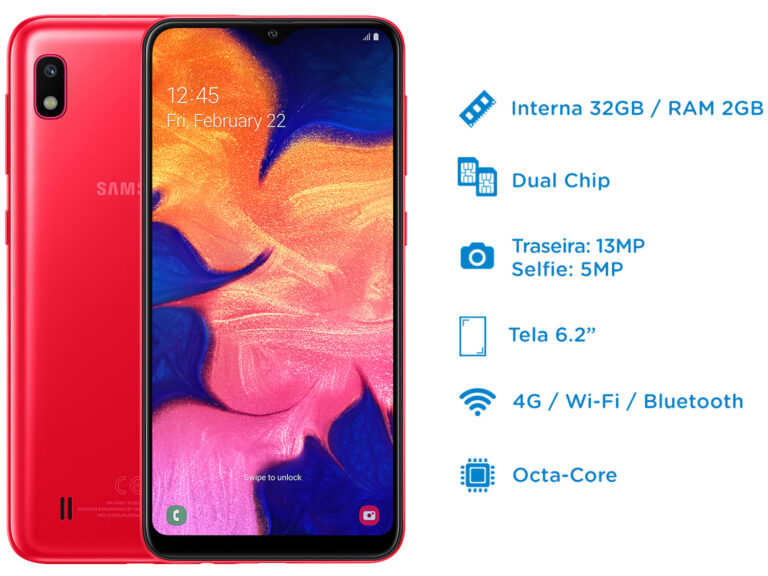 12:45
Fri, February 22
SAMS
Swipe to unlock
Interna 32GB / RAM 2GB
Dual Chip
Traseira: 13MP
Selfie: 5MP
Tela 6.2”
4G / Wi-Fi / Bluetooth
Octa-Core
CE